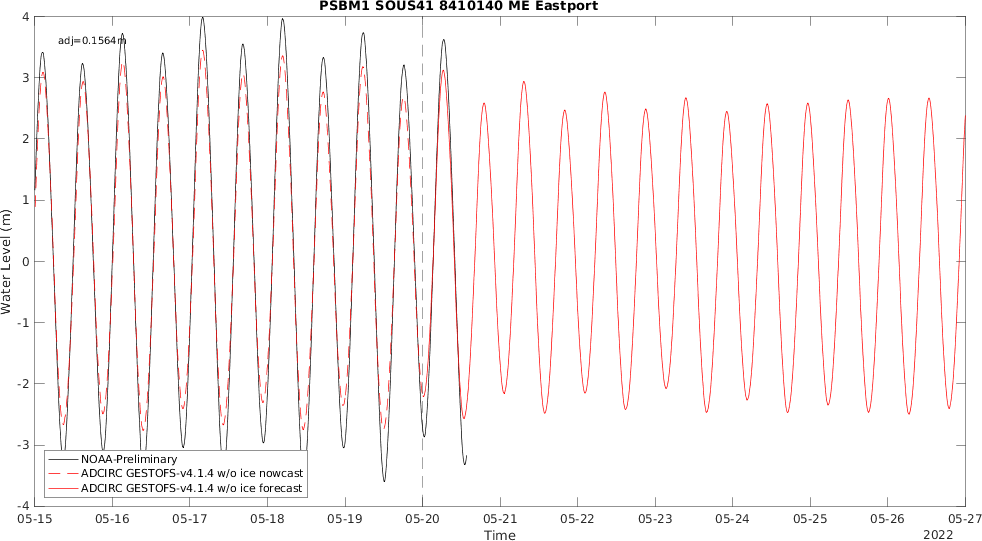 PSBM1 SOUS41 8410140 ME Eastport
adj=0.1564m
4
3
2
1
0
-1
-2
-3
-4
Water Level (m)
NOAA-Preliminary
ADCIRC GESTOFS-v4.1.4 w/o ice nowcast
ADCIRC GESTOFS-v4.1.4 w/o ice forecast
05-15 05-16 05-17 05-18 05-19 05-20 05-21 05-22 05-23 05-24 05-25 05-26 05-27
Time
2022